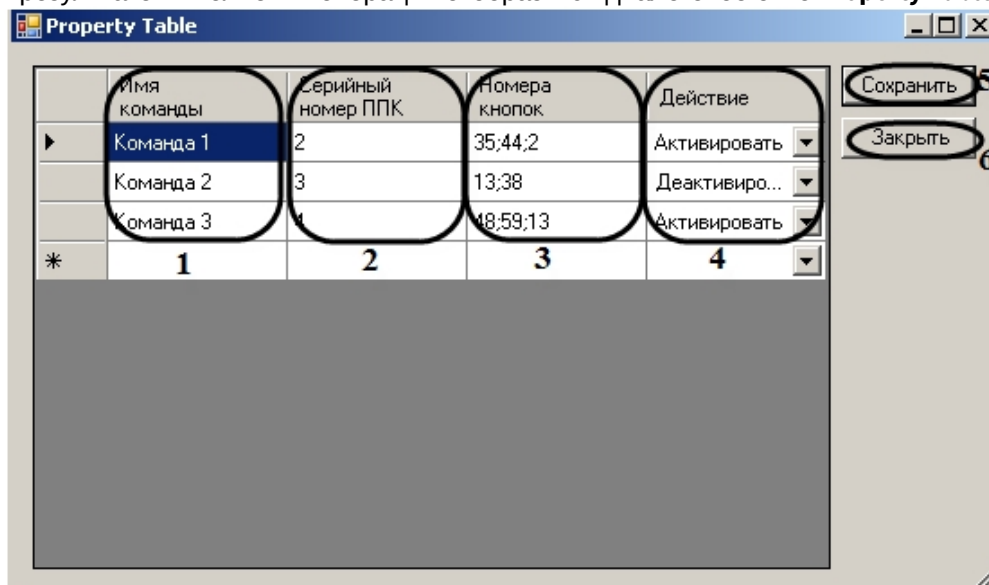 Property Table
Имя команды Серийный номер ППК Номера кнопок Действие Сохранить 5
Закрыть 6
Команда 1 2 35;44;2 Активировать
Команда 2 3 13;38 Деактивиро...
Команда 3 4 48;59;13 Активировать
* 1 2 3 4